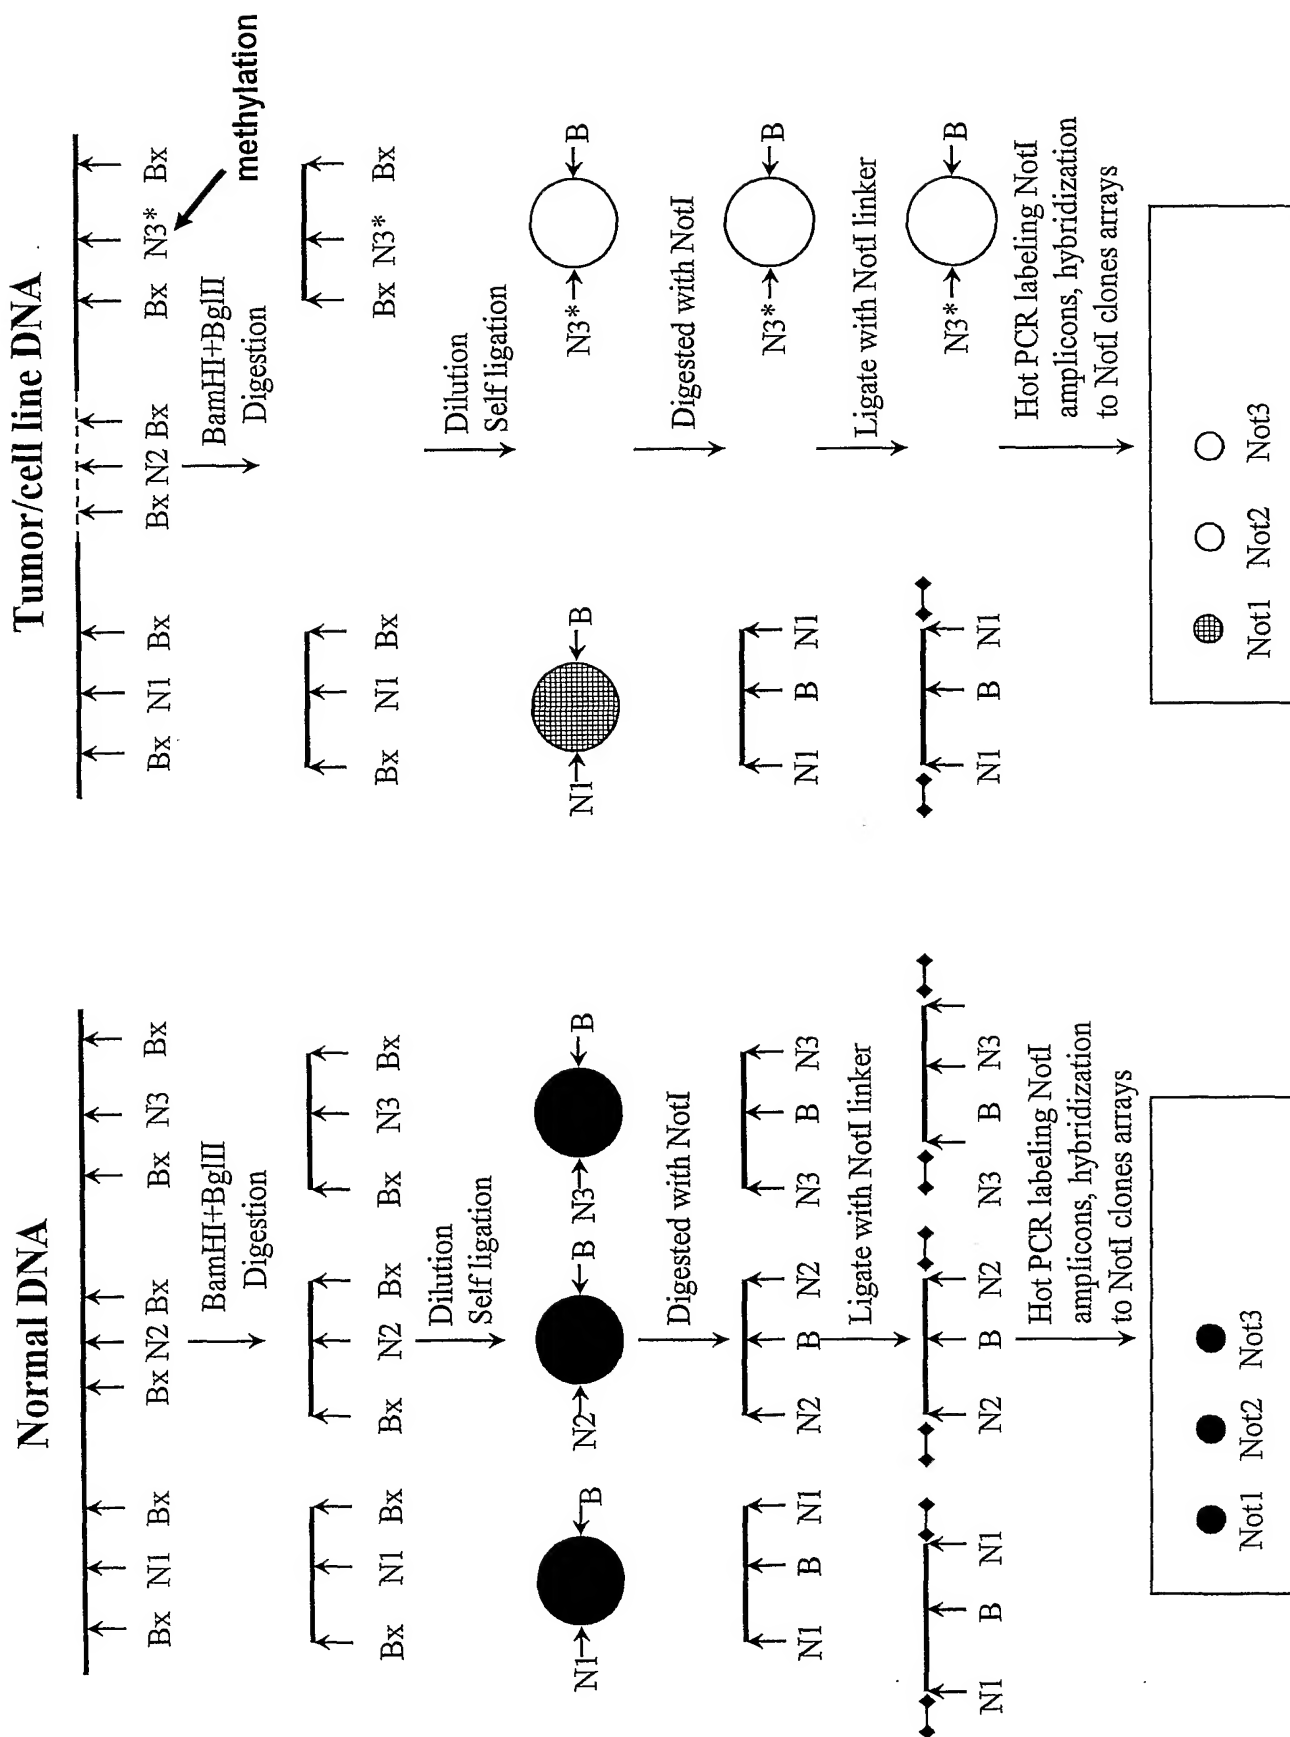 Normal DNA
Bx N1 Bx Bx N2 Bx Bx N3 Bx
BamHI+BglII
Digestion
Bx N1 Bx Bx N2 Bx Bx N3 Bx
Dilution
Self ligation
N1 B N2 B N3 B
Digested with NotI
N1 B N1 N2 B N2 N3 B N3
Ligate with NotI linker
N1 B N1 N2 B N2 N3 B N3
Hot PCR labeling NotI
amplicons, hybridization
to NotI clones arrays
Not1 Not2 Not3
Tumor/cell line DNA
Bx N1 Bx Bx N2 Bx Bx N3* Bx
methylation
BamHI+BglII
Digestion
Bx N1 Bx Bx N3* Bx
Dilution
Self ligation
N1 B N3* B
Digested with NotI
N1 B N1 N3* B
Ligate with NotI linker
N1 B N1 N3* B
Hot PCR labeling NotI
amplicons, hybridization
to NotI clones arrays
Not1 Not2 Not3